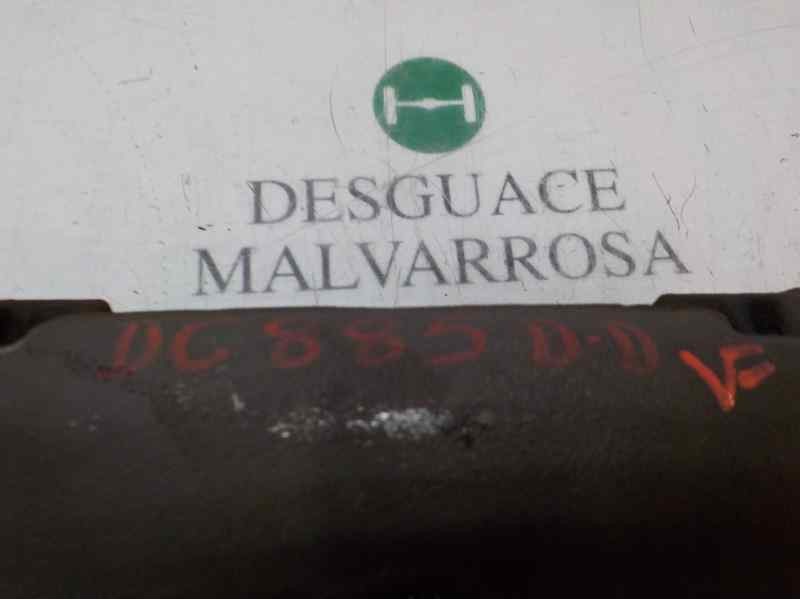 DESGUACE
MALVARROSA
DC885 D-D
V=